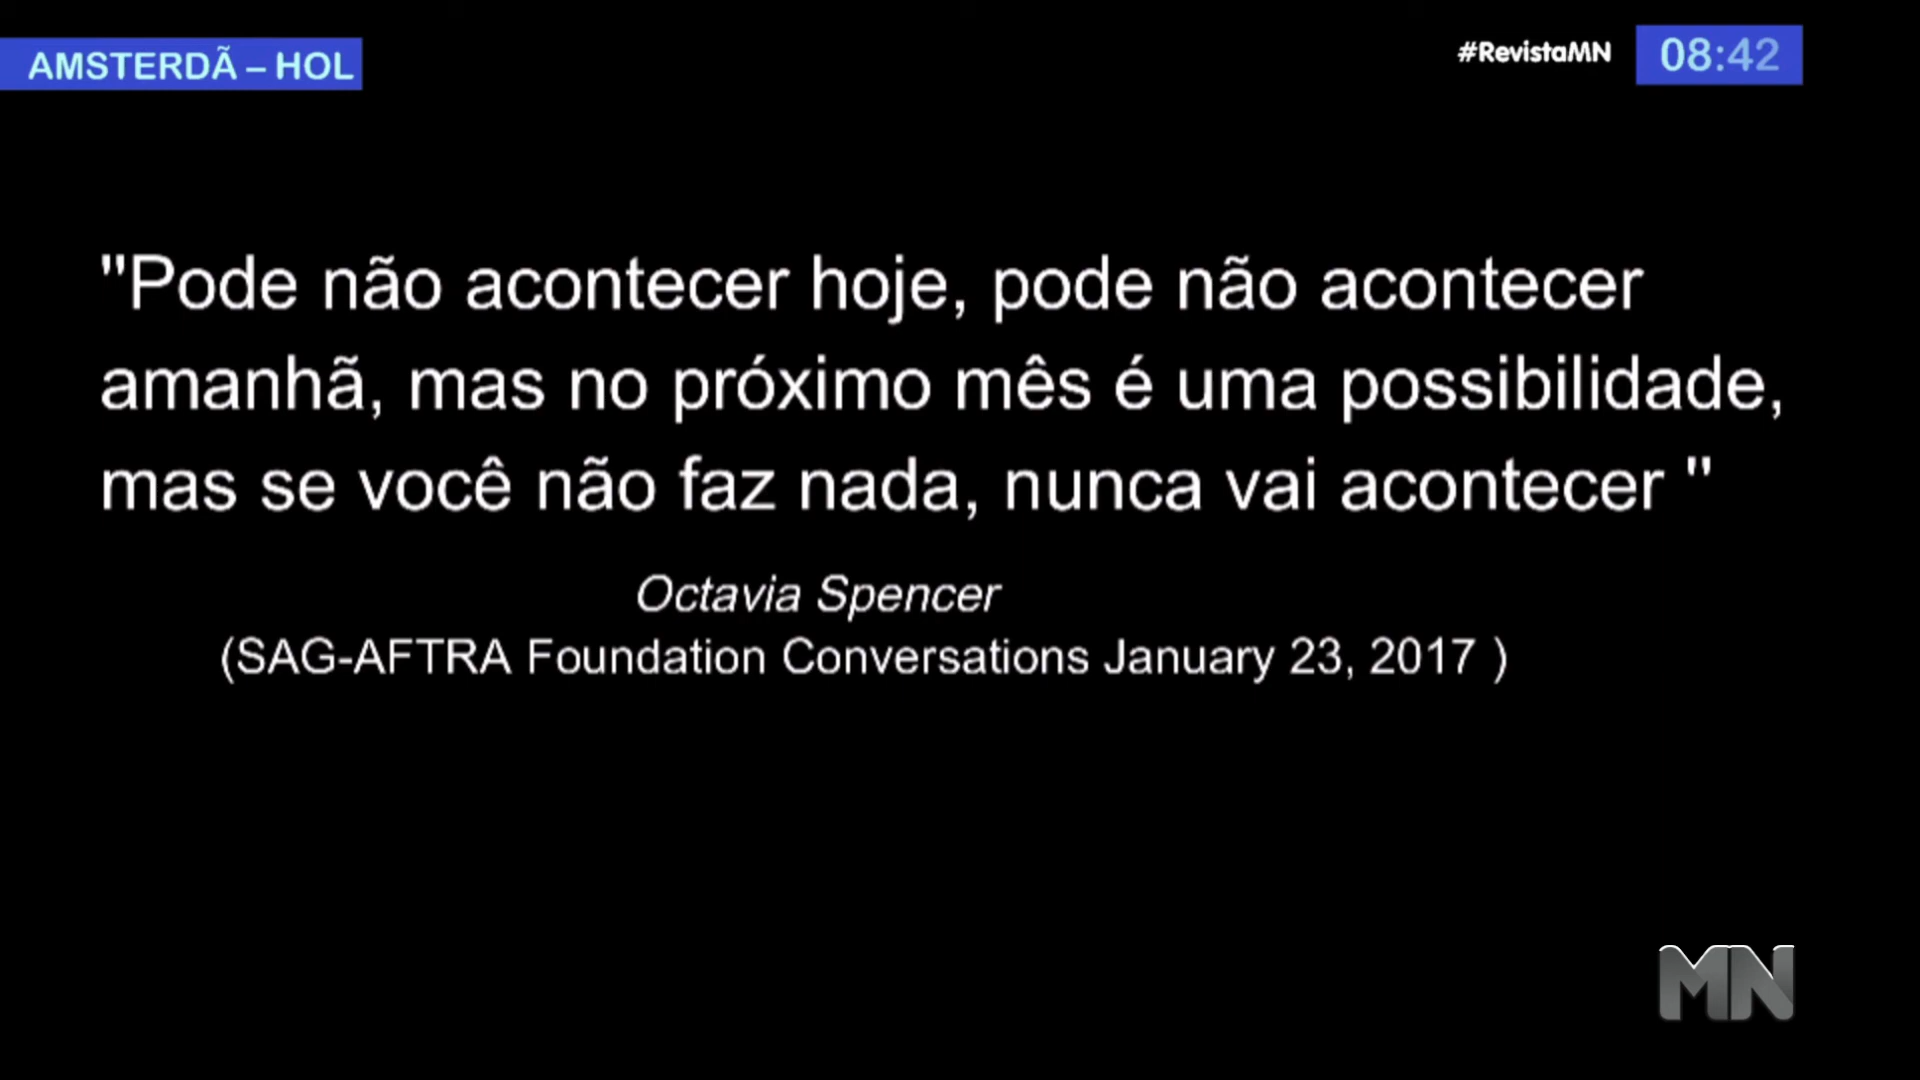 AMSTERDÃ – HOL
#RevistaMN
08:42
"Pode não acontecer hoje, pode não acontecer
amanhã, mas no próximo mês é uma possibilidade,
mas se você não faz nada, nunca vai acontecer "
Octavia Spencer
(SAG-AFTRA Foundation Conversations January 23, 2017 )
MN